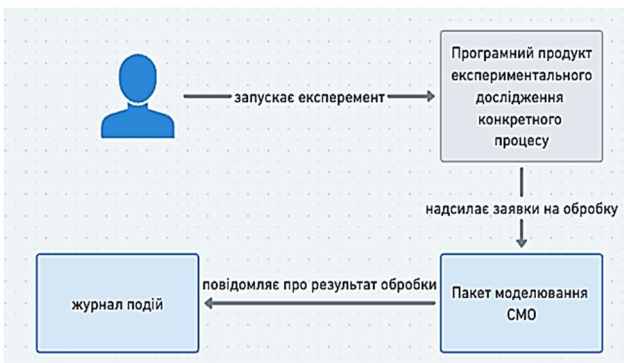 запускає експеремент
Програмний продукт
експериментального
дослідження
конкретного
процесу
надсилає заявки на обробку
Пакет моделювання
СМО
повідомляє про результат обробки
журнал подій